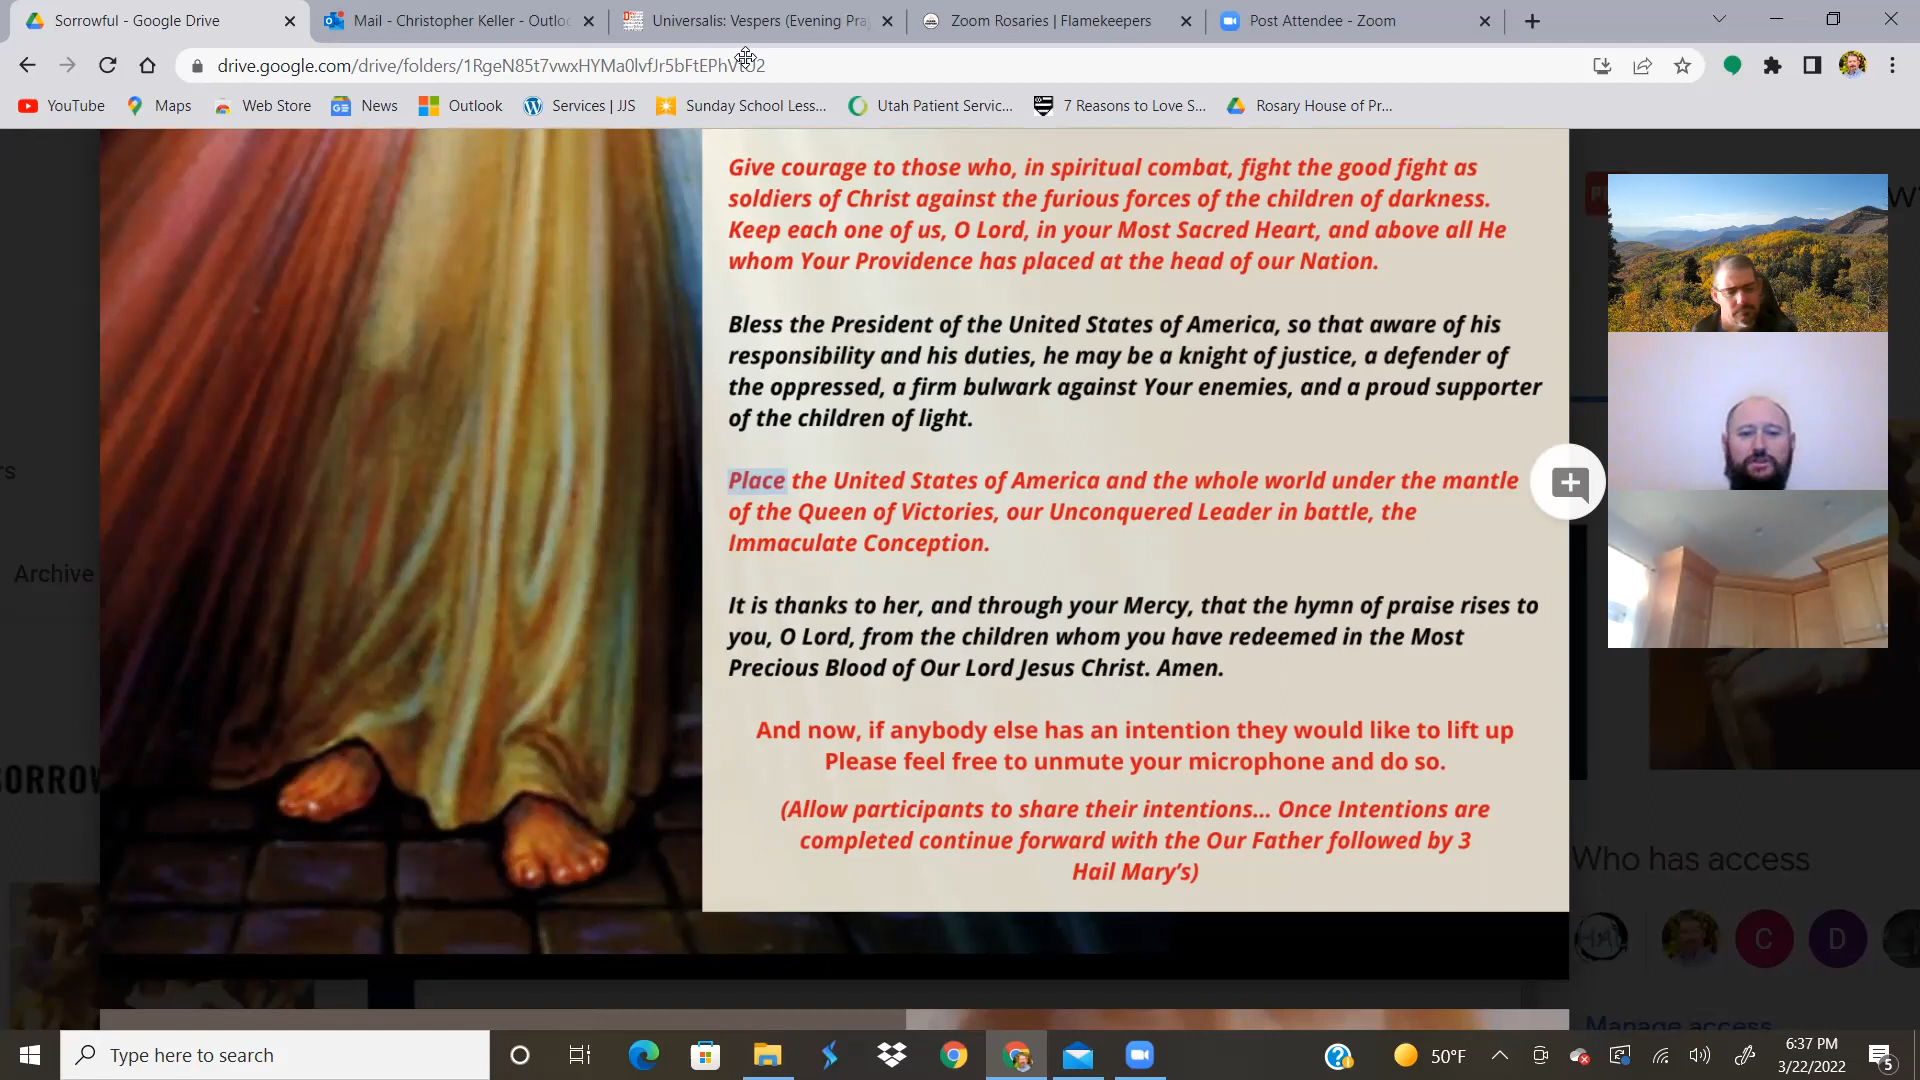 Sorrowful - Google Drive
Mail - Christopher Keller - Outlo
Universalis: Vespers (Evening Pra
Zoom Rosaries | Flamekeepers
Post Attendee - Zoom
drive.google.com/drive/folders/1RgeN85t7vwxHYMa0lvfJr5bFtEPhV
YouTube
Maps
Web Store
News
Outlook
Services | JJS
Sunday School Less...
Utah Patient Servic...
7 Reasons to Love S...
Rosary House of Pr...
Give courage to those who, in spiritual combat, fight the good fight as
soldiers of Christ against the furious forces of the children of darkness.
Keep each one of us, O Lord, in your Most Sacred Heart, and above all He
whom Your Providence has placed at the head of our Nation.
Bless the President of the United States of America, so that aware of his
responsibility and his duties, he may be a knight of justice, a defender of
the oppressed, a firm bulwark against Your enemies, and a proud supporter
of the children of light.
Place the United States of America and the whole world under the mantle
of the Queen of Victories, our Unconquered Leader in battle, the
Immaculate Conception.
It is thanks to her, and through your Mercy, that the hymn of praise rises to
you, O Lord, from the children whom you have redeemed in the Most
Precious Blood of Our Lord Jesus Christ. Amen.
And now, if anybody else has an intention they would like to lift up
Please feel free to unmute your microphone and do so.
(Allow participants to share their intentions... Once Intentions are
completed continue forward with the Our Father followed by 3
Hail Mary’s)
rs
Archive
SORROW
Who has access
C
D
Manage access
Type here to search
50°F
6:37 PM
3/22/2022
5